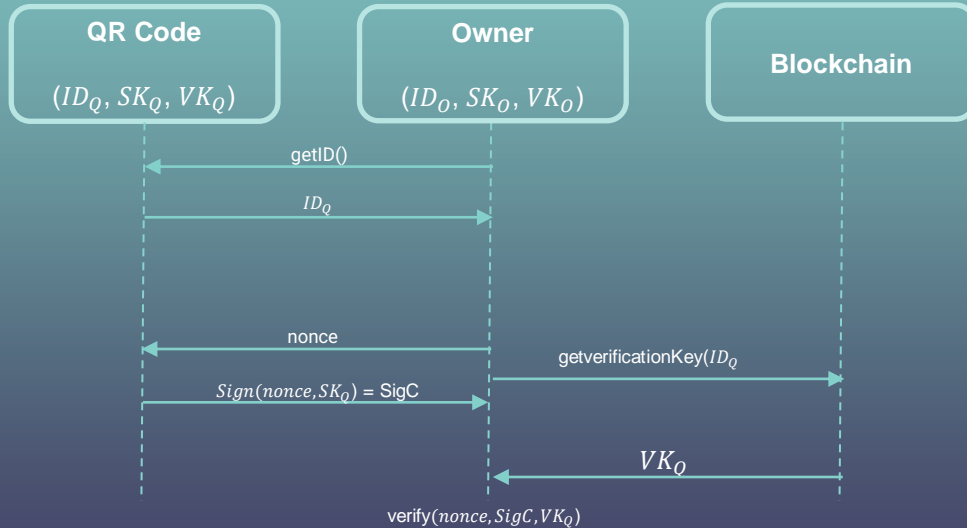 QR Code
(ID_Q, SK_Q, VK_Q)
Owner
(ID_O, SK_O, VK_O)
Blockchain
getID()
ID_Q
nonce
getverificationKey(ID_Q
Sign(nonce,SK_Q) = SigC
VK_Q
verify(nonce,SigC,VK_Q)